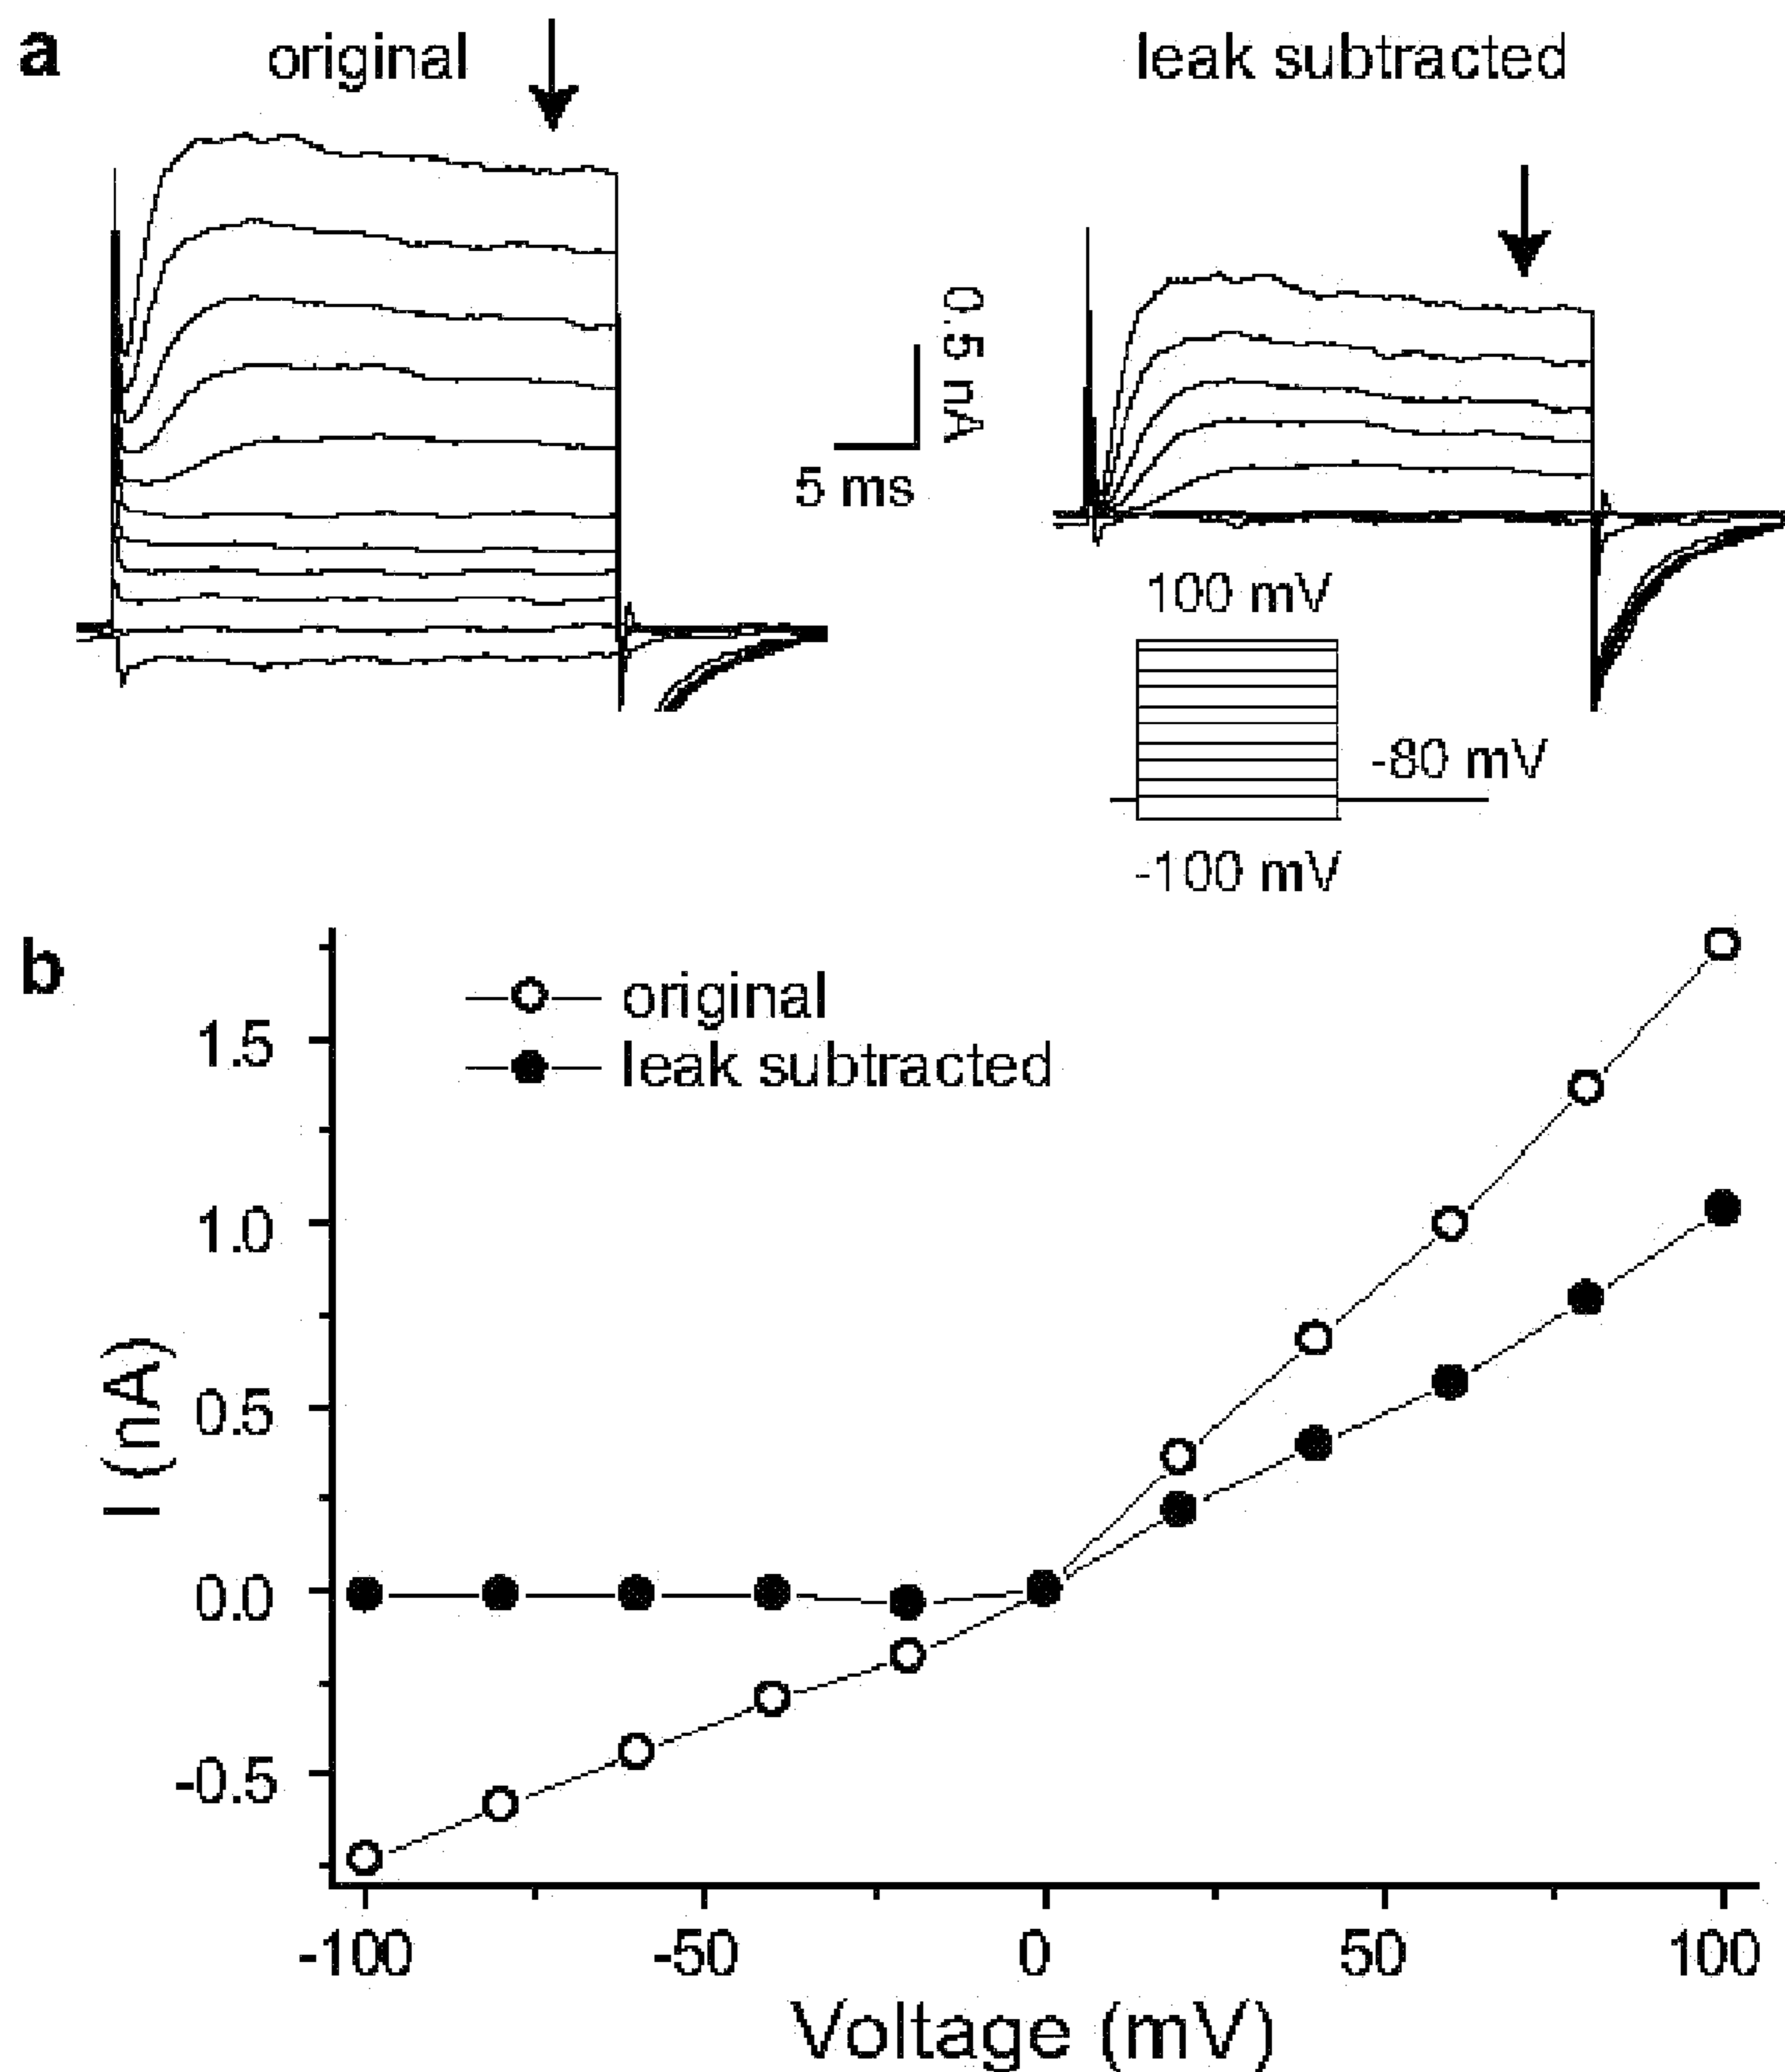 a
original
leak subtracted
0.5 nA
5 ms
100 mV
-80 mV
-100 mV
b
original
leak subtracted
1.5
1.0
0.5
0.0
-0.5
I (nA)
-100
-50
0
50
100
Voltage (mV)